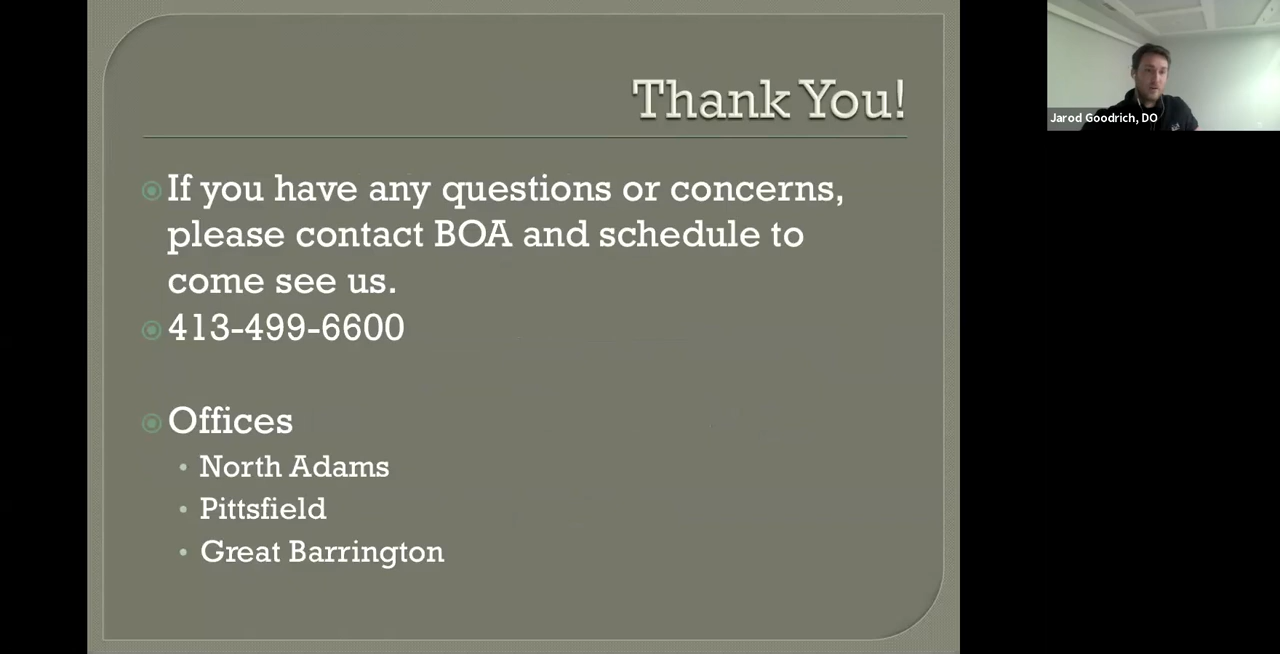 Thank You!
If you have any questions or concerns,
please contact BOA and schedule to
come see us.
413-499-6600
Offices
North Adams
Pittsfield
Great Barrington
Jarod Goodrich, DO